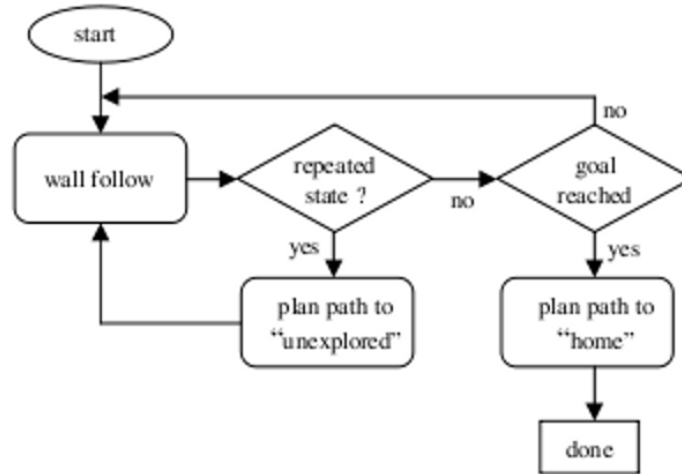 start
no
wall follow
repeated
state ?
no
goal
reached
yes
yes
plan path to
“unexplored”
plan path to
“home”
done